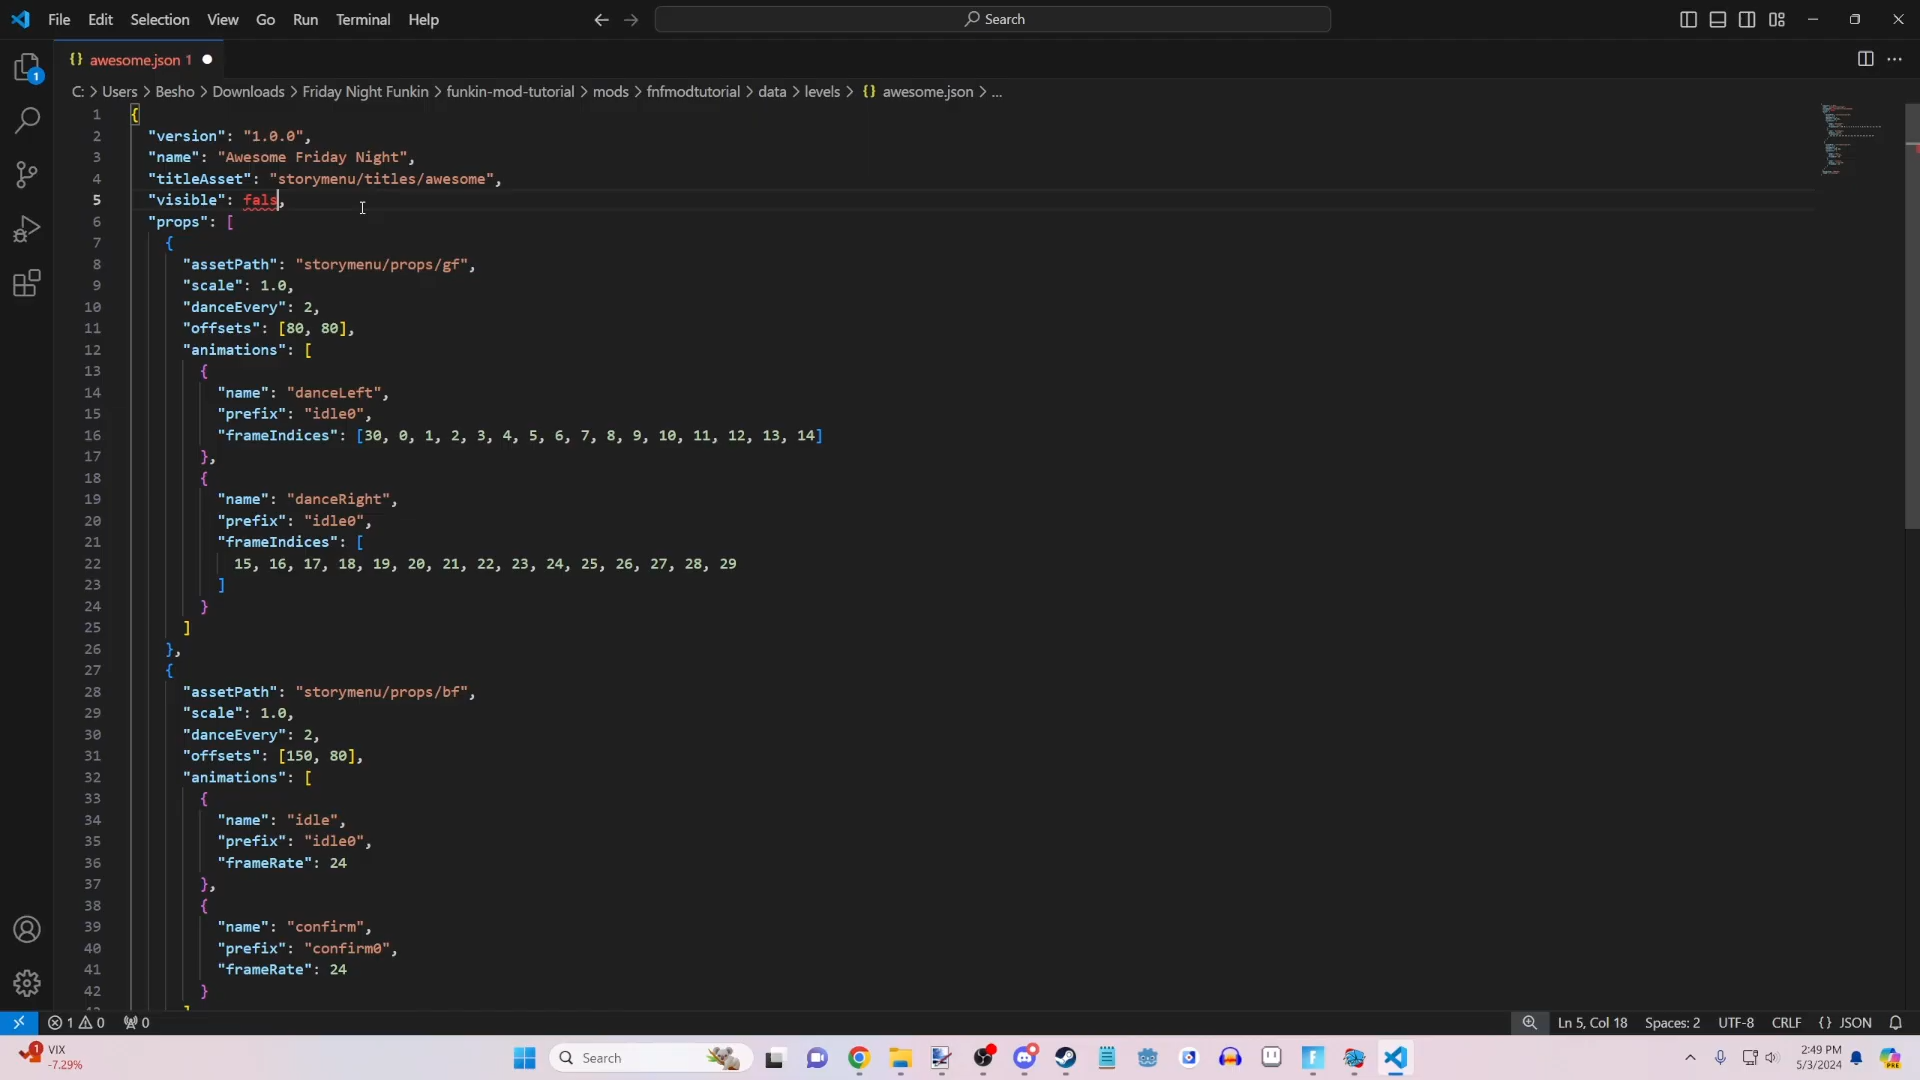 File Edit Selection View Go Run Terminal Help
Search
{} awesome.json 1
1
C: > Users > Besho > Downloads > Friday Night Funkin > funkin-mod-tutorial > mods > fnfmodtutorial > data > levels > {} awesome.json > ...
1 {
2 "version": "1.0.0",
3 "name": "Awesome Friday Night",
4 "titleAsset": "storymenu/titles/awesome",
5 "visible": fals,
6 "props": [
7 {
8 "assetPath": "storymenu/props/gf",
9 "scale": 1.0,
10 "danceEvery": 2,
11 "offsets": [80, 80],
12 "animations": [
13 {
14 "name": "danceLeft",
15 "prefix": "idle0",
16 "frameIndices": [30, 0, 1, 2, 3, 4, 5, 6, 7, 8, 9, 10, 11, 12, 13, 14]
17 },
18 {
19 "name": "danceRight",
20 "prefix": "idle0",
21 "frameIndices": [
22 15, 16, 17, 18, 19, 20, 21, 22, 23, 24, 25, 26, 27, 28, 29
23 ]
24 }
25 ]
26 },
27 {
28 "assetPath": "storymenu/props/bf",
29 "scale": 1.0,
30 "danceEvery": 2,
31 "offsets": [150, 80],
32 "animations": [
33 {
34 "name": "idle",
35 "prefix": "idle0",
36 "frameRate": 24
37 },
38 {
39 "name": "confirm",
40 "prefix": "confirm0",
41 "frameRate": 24
42 }
1 0 0 Ln 5, Col 18 Spaces: 2 UTF-8 CRLF {} JSON
1 VIX
-7.29%
Search
2:49 PM
5/3/2024